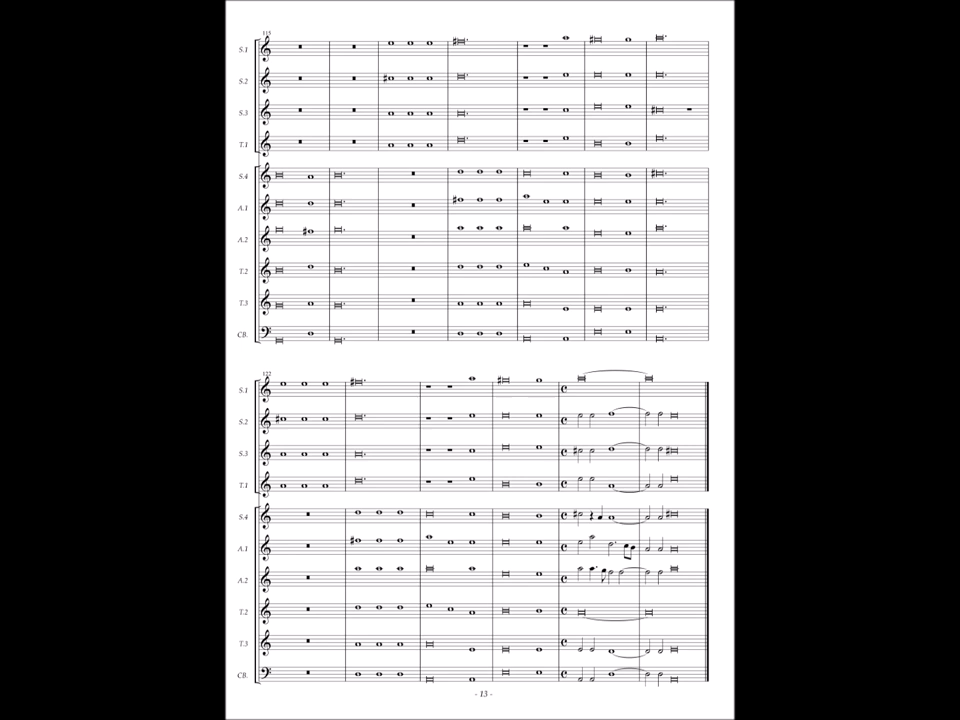 115
S.1
S.2
S.3
T.1
S.4
A.1
A.2
T.2
T.3
CB.
122
S.1
S.2
S.3
T.1
S.4
A.1
A.2
T.2
T.3
CB.
- 13 -